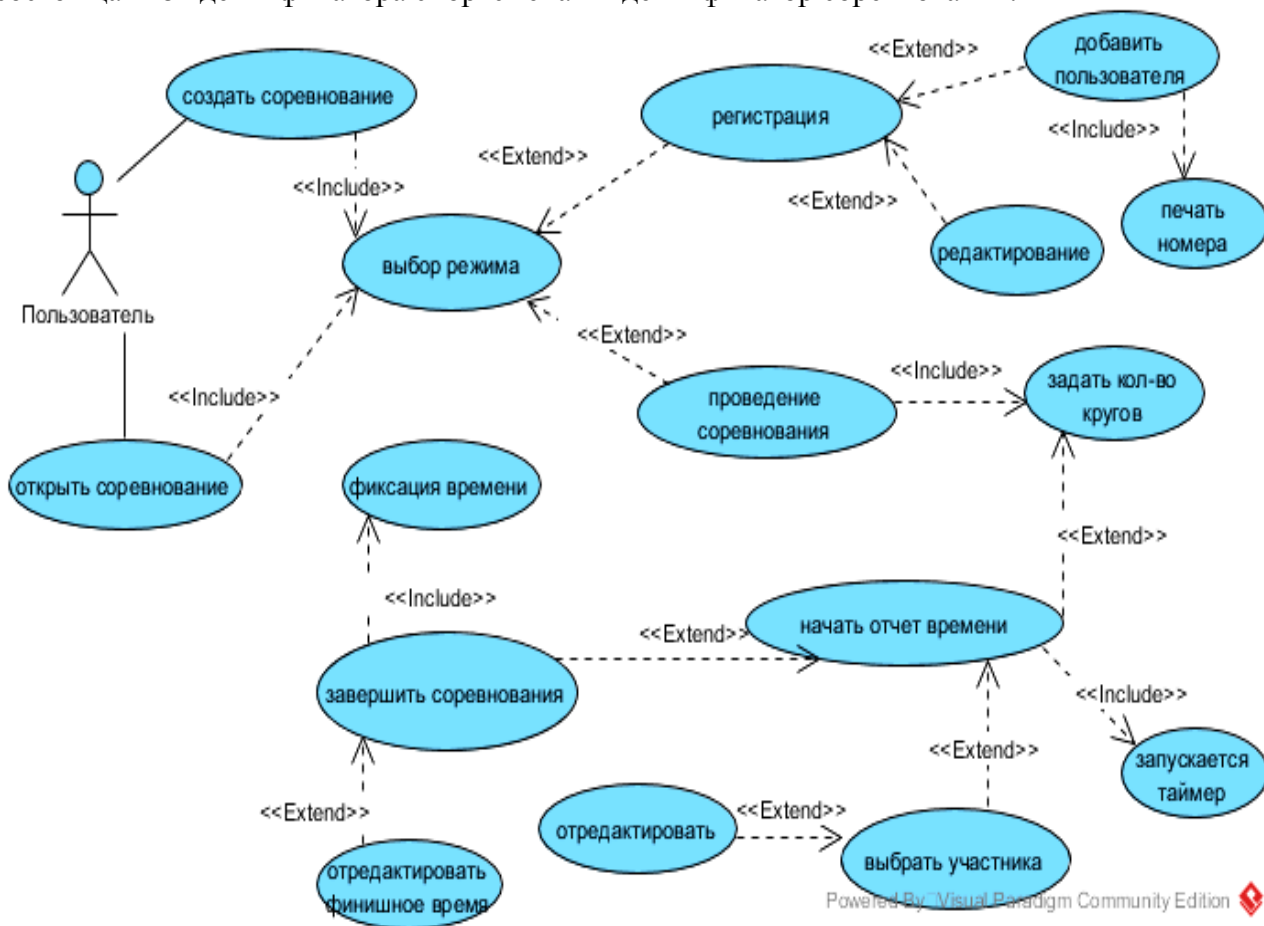 <<Extend>>
добавить
пользователя
создать соревнование
регистрация
<<Include>>
<<Extend>>
<<Include>>
<<Extend>>
печать
номера
выбор режима
редактирование
Пользователь
<<Extend>>
<<Include>>
<<Include>>
задать кол-во
кругов
проведение
соревнования
открыть соревнование
фиксация времени
<<Extend>>
<<Include>>
начать отчет времени
<<Extend>>
завершить соревнования
<<Include>>
<<Extend>>
запускается
таймер
<<Extend>>
<<Extend>>
отредактировать
выбрать участника
отредактировать
финишное время
Powered By Visual Paradigm Community Edition